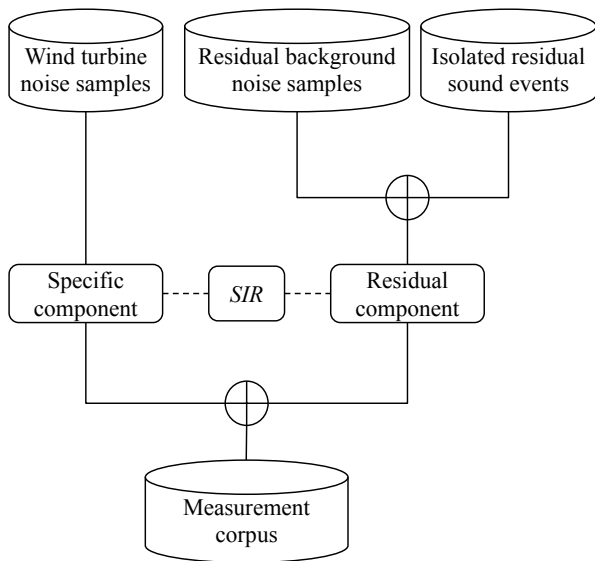 Wind turbine
noise samples
Residual background
noise samples
Isolated residual
sound events
Specific
component
SIR
Residual
component
Measurement
corpus